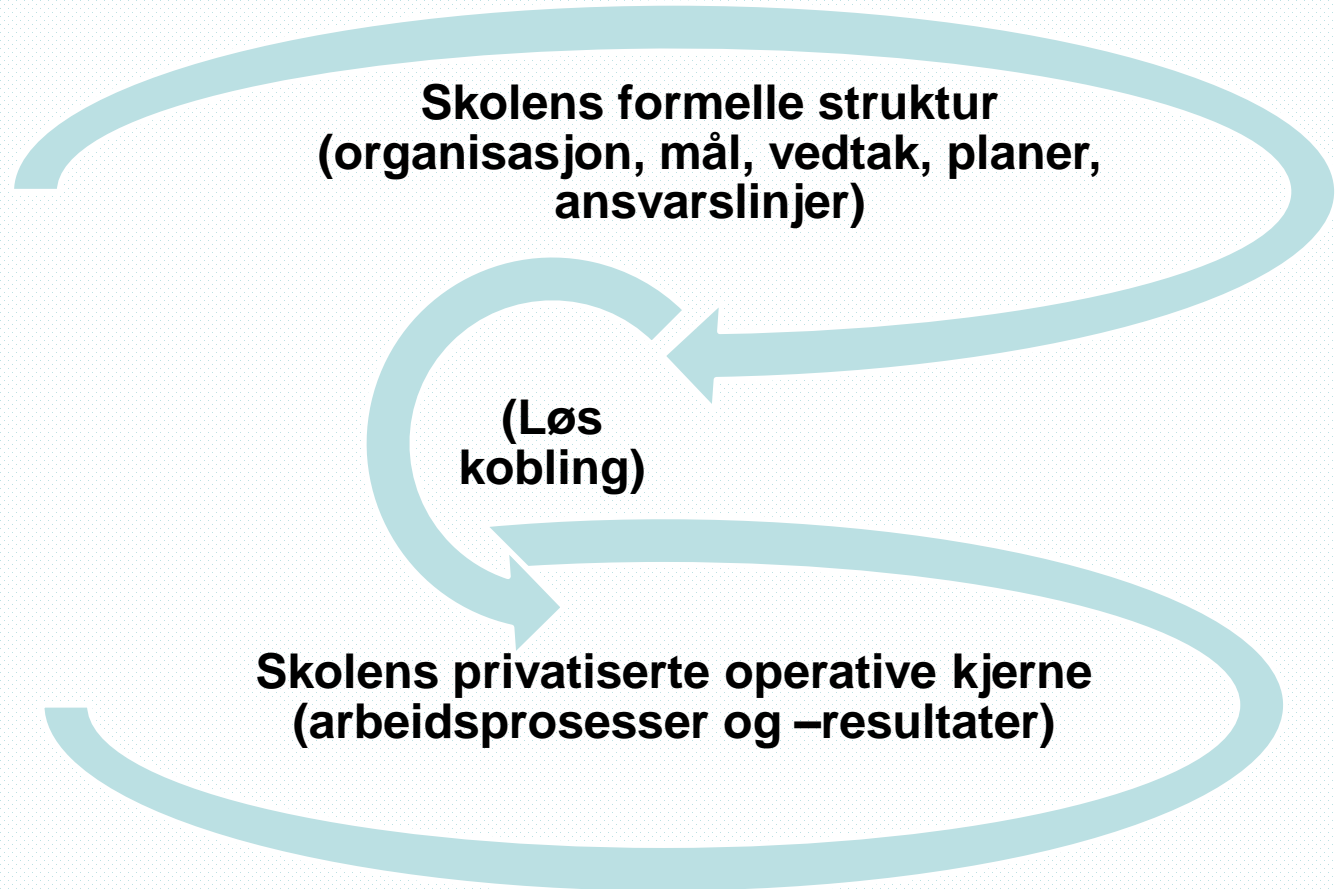 Skolens formelle struktur
(organisasjon, mål, vedtak, planer,
ansvarslinjer)
(Løs
kobling)
Skolens privatiserte operative kjerne
(arbeidsprosesser og –resultater)